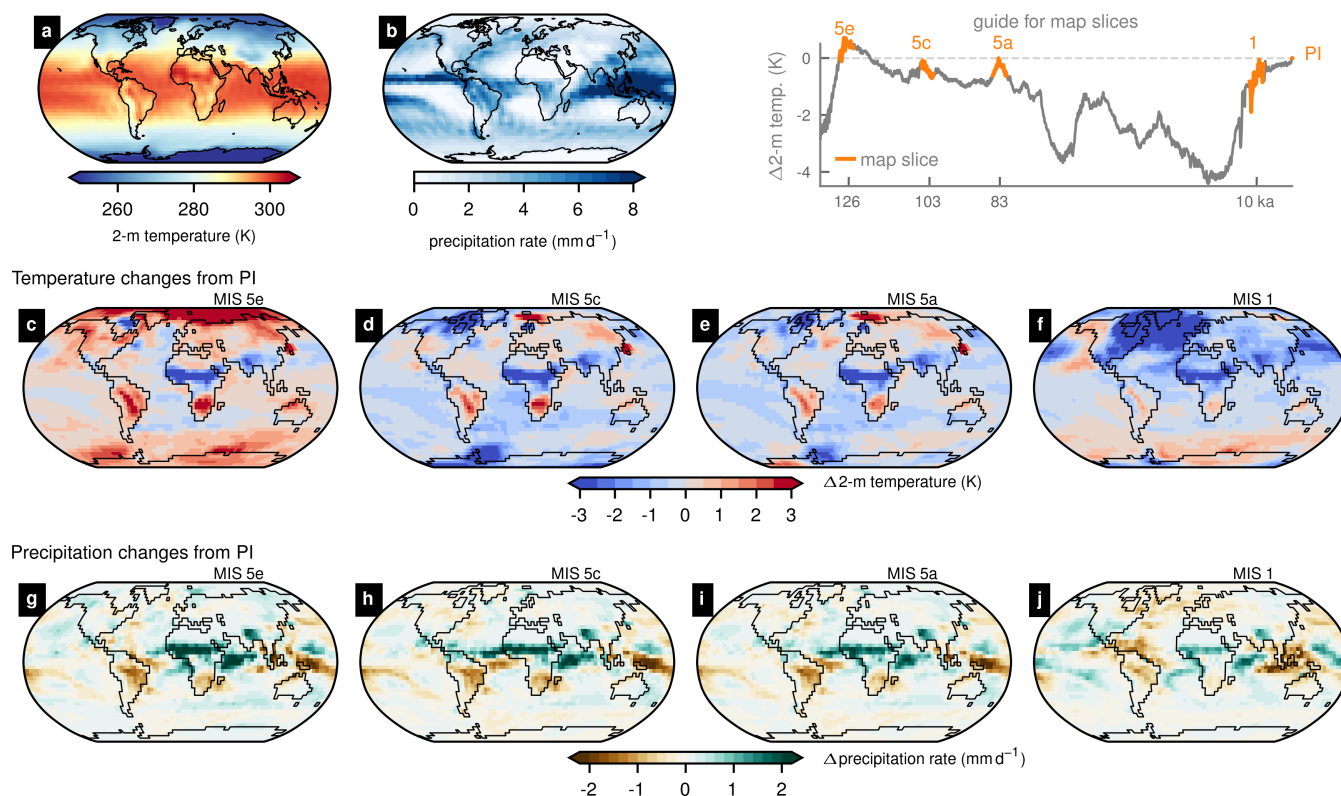 a
b
guide for map slices
5e
5c
5a
1
PI
0
-2
-4
Δ2-m temp. (K)
map slice
126
103
83
10 ka
260
280
300
2-m temperature (K)
0
2
4
6
8
precipitation rate (mm d⁻¹)
Temperature changes from PI
MIS 5e
MIS 5c
MIS 5a
MIS 1
c
d
e
f
Δ2-m temperature (K)
-3
-2
-1
0
1
2
3
Precipitation changes from PI
MIS 5e
MIS 5c
MIS 5a
MIS 1
g
h
i
j
Δprecipitation rate (mm d⁻¹)
-2
-1
0
1
2